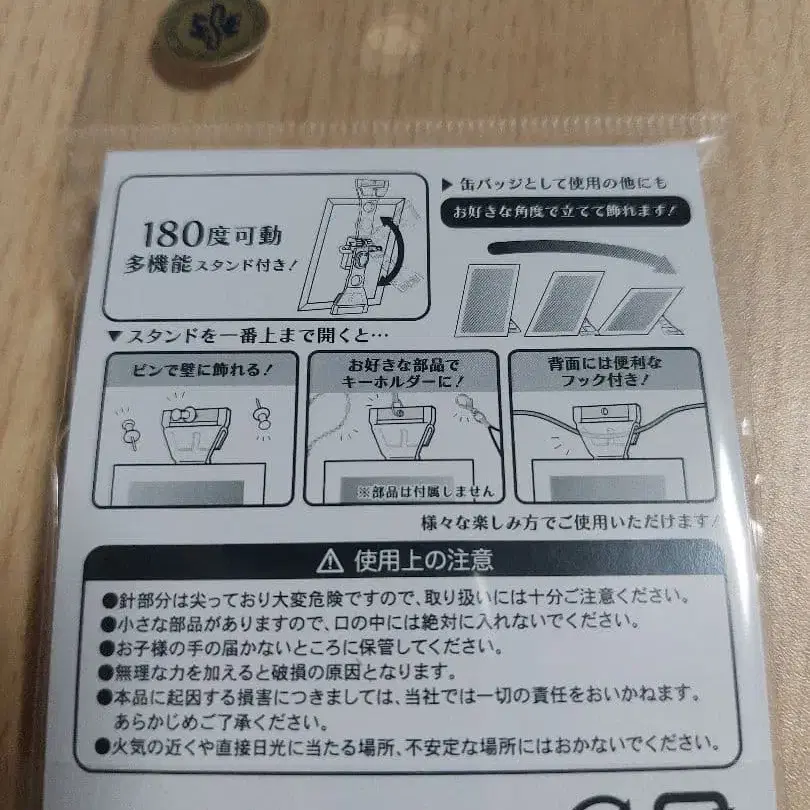 180度可動
多機能スタンド付き!
▶缶バッジとして使用の他にも
お好きな角度で立てて飾れます!
▼スタンドを一番上まで開くと…
ピンで壁に飾れる!
お好きな部品で
キーホルダーに!
※部品は付属しません
背面には便利な
フック付き!
様々な楽しみ方でご使用いただけます!
⚠ 使用上の注意
●針部分は尖っており大変危険ですので、取り扱いには十分ご注意ください。
●小さな部品がありますので、口の中には絶対に入れないでください。
●お子様の手の届かないところに保管してください。
●無理な力を加えると破損の原因となります。
●本品に起因する損害につきましては、当社では一切の責任をおいかねます。
あらかじめご了承ください。
●火気の近くや直接日光に当たる場所、不安定な場所にはおかないでください。